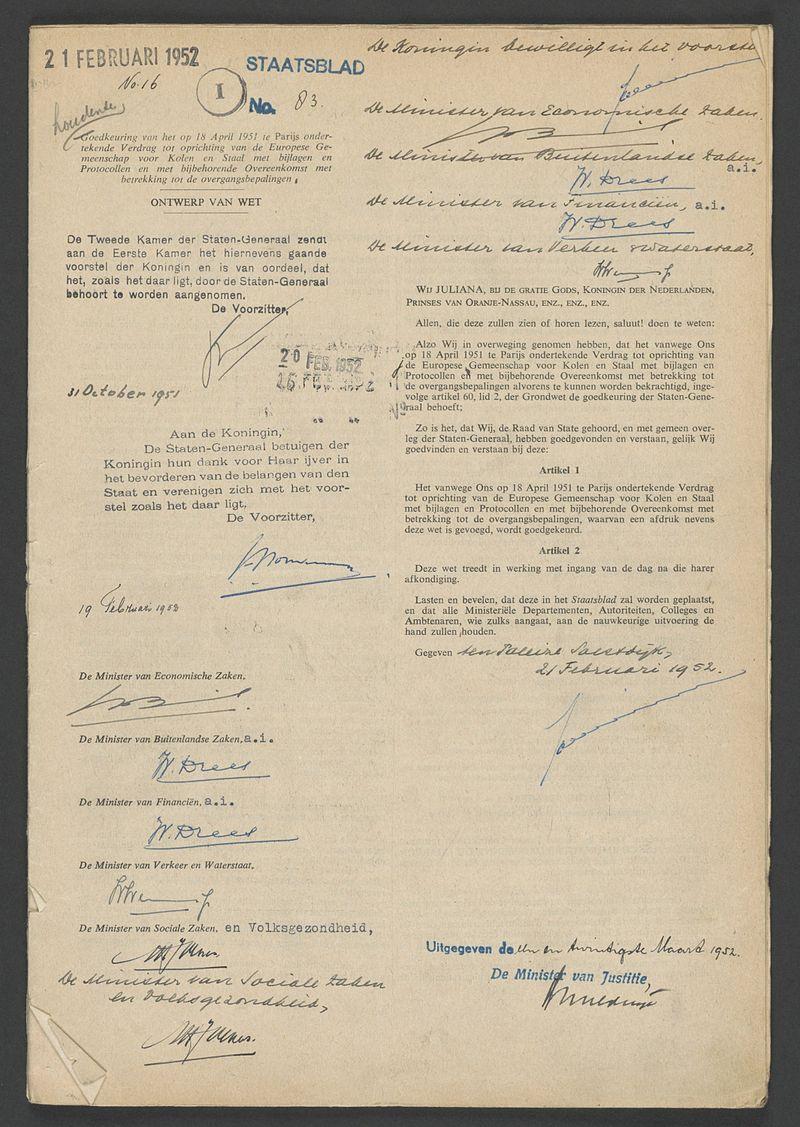 21 FEBRUARI 1952
No. 16
I
STAATSBLAD
No. 83.
houdende
Goedkeuring van het op 18 April 1951 te Parijs onder-
tekende Verdrag tot oprichting van de Europese Ge-
meenschap voor Kolen en Staal met bijlagen en
Protocollen en met bijbehorende Overeenkomst met
betrekking tot de overgangsbepalingen.
ONTWERP VAN WET
De Tweede Kamer der Staten-Generaal zendt
aan de Eerste Kamer het hiernevens gaande
voorstel der Koningin en is van oordeel, dat
het, zoals het daar ligt, door de Staten-Generaal
behoort te worden aangenomen.
De Voorzitter,
20 FEB. 1952
31 October 1951
Aan de Koningin,
De Staten-Generaal betuigen der
Koningin hun dank voor Haar ijver in
het bevorderen van de belangen van den
Staat en verenigen zich met het voor-
stel zoals het daar ligt.
De Voorzitter,
19 Februari 1952
De Minister van Economische Zaken,
De Minister van Buitenlandse Zaken, a.i.
W. Drees
De Minister van Financiën, a.i.
W. Drees
De Minister van Verkeer en Waterstaat,
De Minister van Sociale Zaken, en Volksgezondheid,
De Minister van Sociale Zaken
en Volksgezondheid,
De Koningin bewilligt in het voorste
De Minister van Economische Zaken,
De Minister van Buitenlandse Zaken,
a.i.
W. Drees
De Minister van Financiën, a.i.
W. Drees
De Minister van Verkeer en Waterstaat,
WIJ JULIANA, BIJ DE GRATIE GODS, KONINGIN DER NEDERLANDEN,
PRINSES VAN ORANJE-NASSAU, ENZ., ENZ., ENZ.
Allen, die deze zullen zien of horen lezen, saluut! doen te weten:
Alzo Wij in overweging genomen hebben, dat het vanwege Ons
op 18 April 1951 te Parijs ondertekende Verdrag tot oprichting van
de Europese Gemeenschap voor Kolen en Staal met bijlagen en
Protocollen en met bijbehorende Overeenkomst met betrekking tot
de overgangsbepalingen alvorens te kunnen worden bekrachtigd, inge-
volge artikel 60, lid 2, der Grondwet de goedkeuring der Staten-Gene-
raal behoeft;
Zo is het, dat Wij, de Raad van State gehoord, en met gemeen over-
leg der Staten-Generaal, hebben goedgevonden en verstaan, gelijk Wij
goedvinden en verstaan bij deze:
Artikel 1
Het vanwege Ons op 18 April 1951 te Parijs ondertekende Verdrag
tot oprichting van de Europese Gemeenschap voor Kolen en Staal
met bijlagen en Protocollen en met bijbehorende Overeenkomst met
betrekking tot de overgangsbepalingen, waarvan een afdruk nevens
deze wet is gevoegd, wordt goedgekeurd.
Artikel 2
Deze wet treedt in werking met ingang van de dag na die harer
afkondiging.
Lasten en bevelen, dat deze in het Staatsblad zal worden geplaatst,
en dat alle Ministeriële Departementen, Autoriteiten, Colleges en
Ambtenaren, wie zulks aangaat, aan de nauwkeurige uitvoering de
hand zullen houden.
Gegeven ten Paleize Soestdijk,
21 Februari 1952.
Uitgegeven de een en twintigste Maart 1952.
De Minister van Justitie,